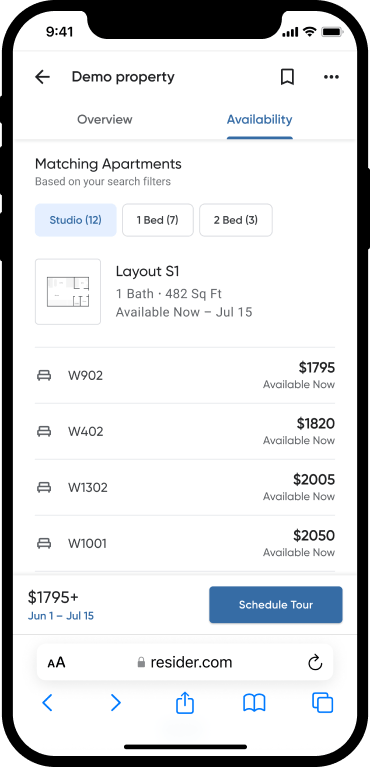 9:41
Demo property
Overview Availability
Matching Apartments
Based on your search filters
Studio (12) 1 Bed (7) 2 Bed (3)
Layout S1
1 Bath · 482 Sq Ft
Available Now – Jul 15
W902 $1795
Available Now
W402 $1820
Available Now
W1302 $2005
Available Now
W1001 $2050
Available Now
$1795+
Jun 1 – Jul 15
Schedule Tour
AA resider.com